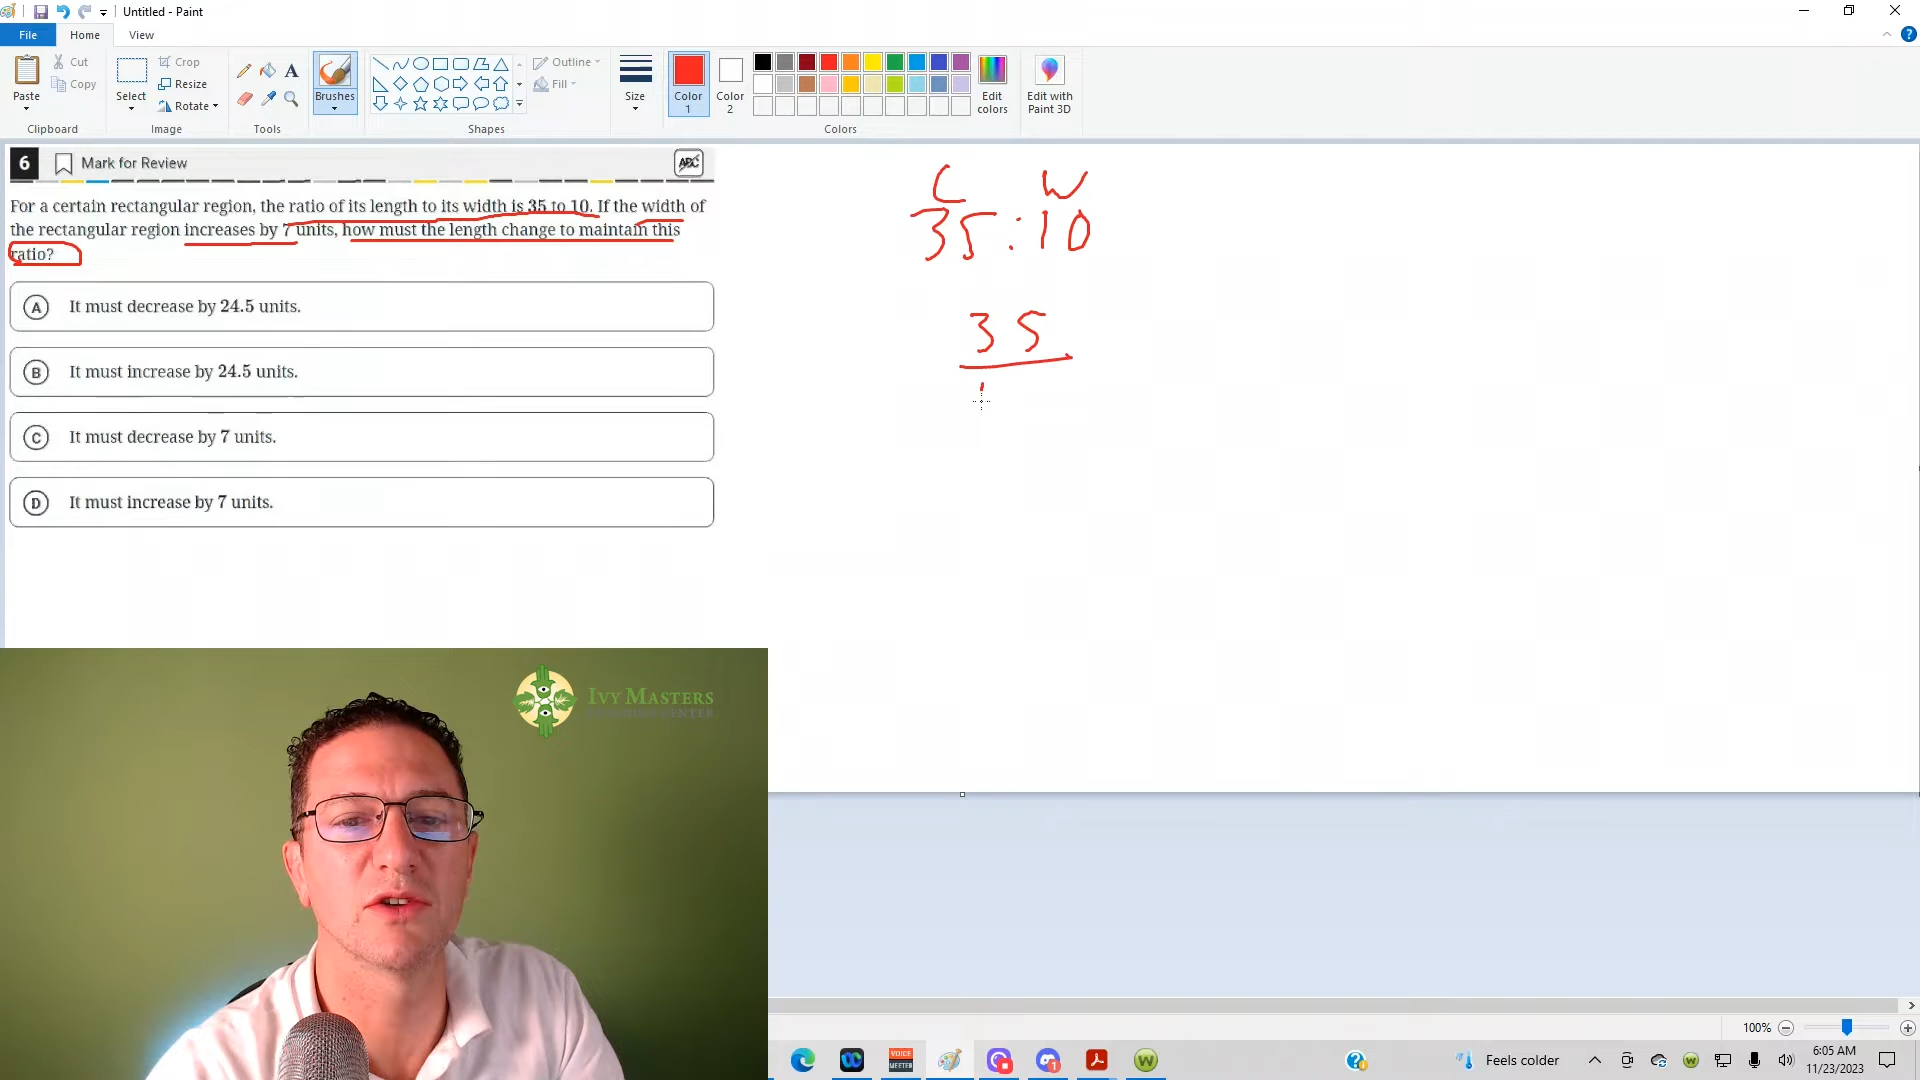 Untitled - Paint
File
Home
View
Paste
Cut
Copy
Clipboard
Select
Crop
Resize
Rotate
Image
Tools
Brushes
Shapes
Outline
Fill
Size
Color
1
Color
2
Colors
Edit
colors
Edit with
Paint 3D
6
Mark for Review
ABC
For a certain rectangular region, the ratio of its length to its width is 35 to 10. If the width of
the rectangular region increases by 7 units, how must the length change to maintain this
ratio?
A It must decrease by 24.5 units.
B It must increase by 24.5 units.
C It must decrease by 7 units.
D It must increase by 7 units.
L W
35:10
35
IVY MASTERS
100%
VOICE
MEETER
Feels colder
6:05 AM
11/23/2023